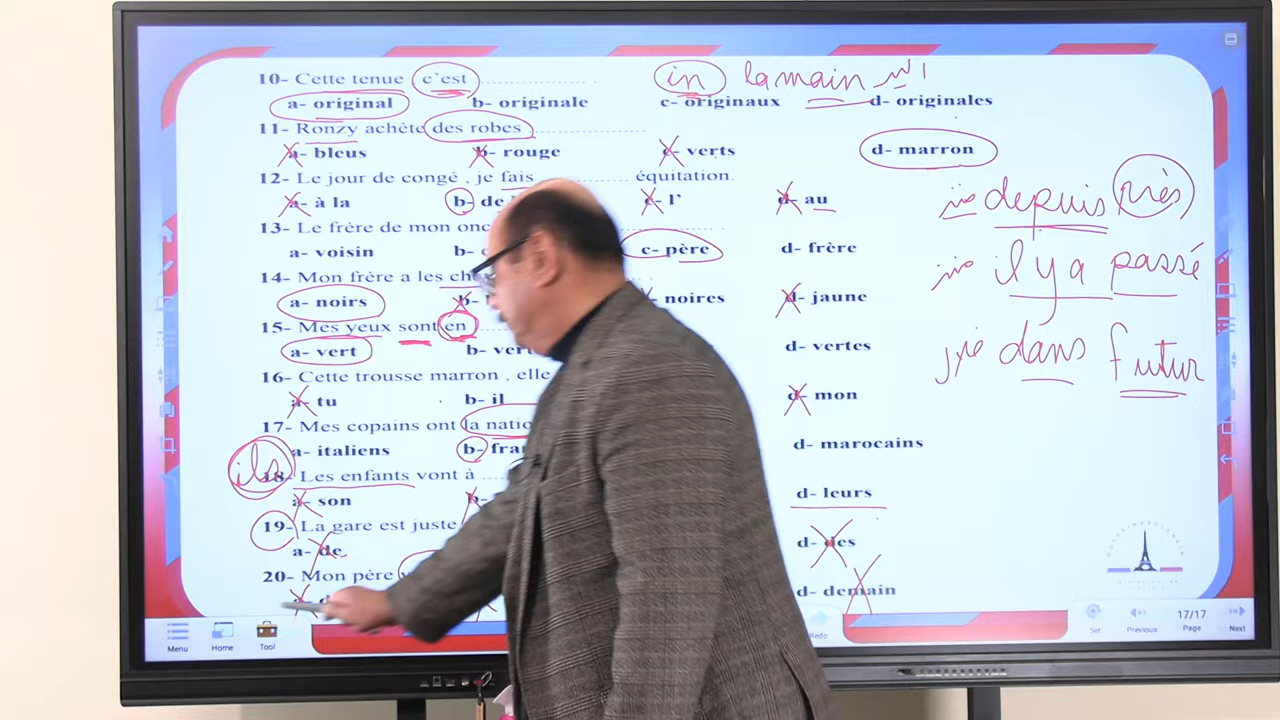 10- Cette tenue c'est ............ in la main n° 1
a- original b- originale c- originaux d- originales
11- Ronzy achète des robes ............
a- bleus b- rouge c- verts d- marron
12- Le jour de congé , je fais ............ équitation.
a- à la b- de c- l' d- au
depuis
13- Le frère de mon
a- voisin b- c- père d- frère
il y a passé
14- Mon frère a les
a- noirs b- noires d- jaune
15- Mes yeux sont en
a- vert b- d- vertes
dans futur
16- Cette trousse marron , elle
a- tu b- il d- mon
17- Mes copains ont la
a- italiens b- d- marocains
ils
18- Les enfants vont à
a- son b- d- leurs
19- La gare est juste
a- de d- des
20- Mon père
d- demain
Menu Home Tool Redo Set Previous 17/17 Page Next